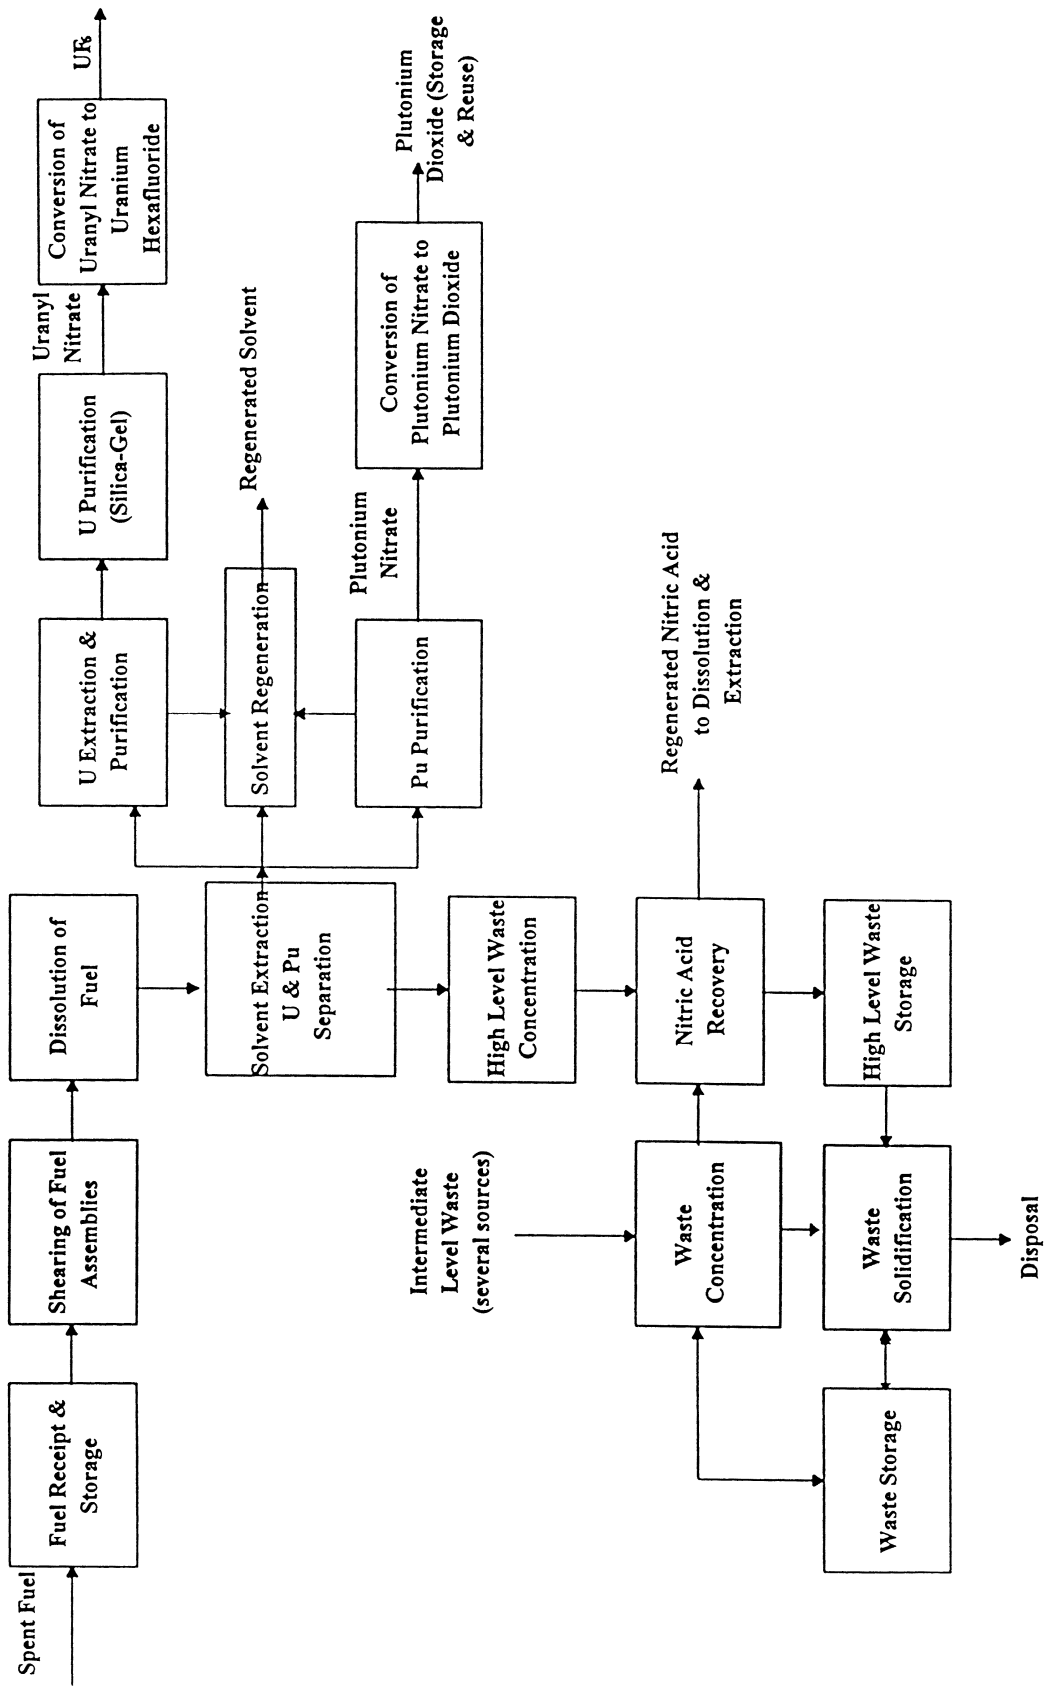 Spent Fuel
Fuel Receipt &
Storage
Shearing of Fuel
Assemblies
Dissolution of
Fuel
Solvent Extraction
U & Pu
Separation
U Extraction &
Purification
U Purification
(Silica-Gel)
Uranyl
Nitrate
Conversion of
Uranyl Nitrate to
Uranium
Hexafluoride
UF6
Solvent Regeneration
Regenerated Solvent
Pu Purification
Plutonium
Nitrate
Conversion of
Plutonium Nitrate to
Plutonium Dioxide
Plutonium
Dioxide (Storage
& Reuse)
High Level Waste
Concentration
Intermediate
Level Waste
(several sources)
Waste
Concentration
Nitric Acid
Recovery
Regenerated Nitric Acid
to Dissolution &
Extraction
Waste Storage
Waste
Solidification
High Level Waste
Storage
Disposal